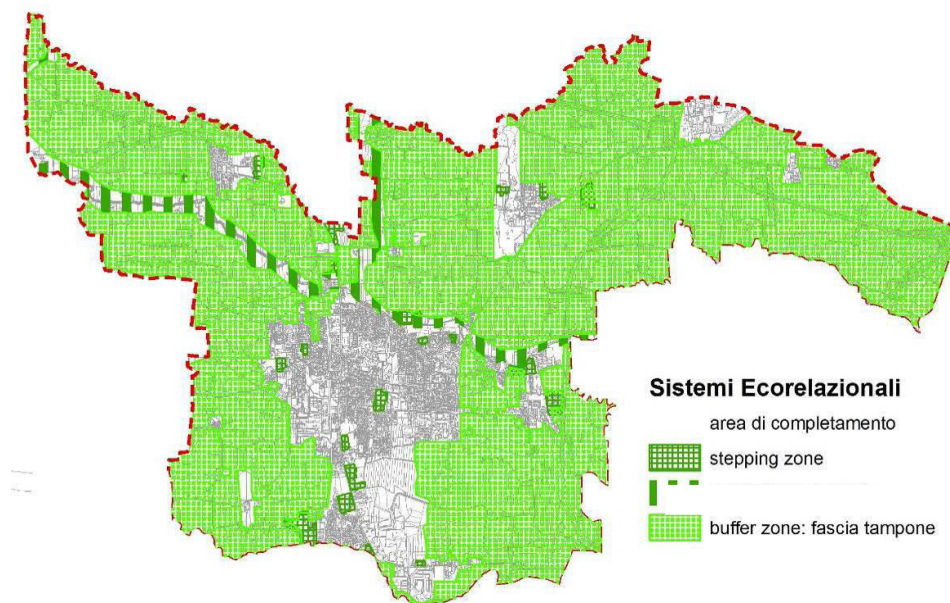 Sistemi Ecorelazionali
area di completamento
stepping zone
buffer zone: fascia tampone